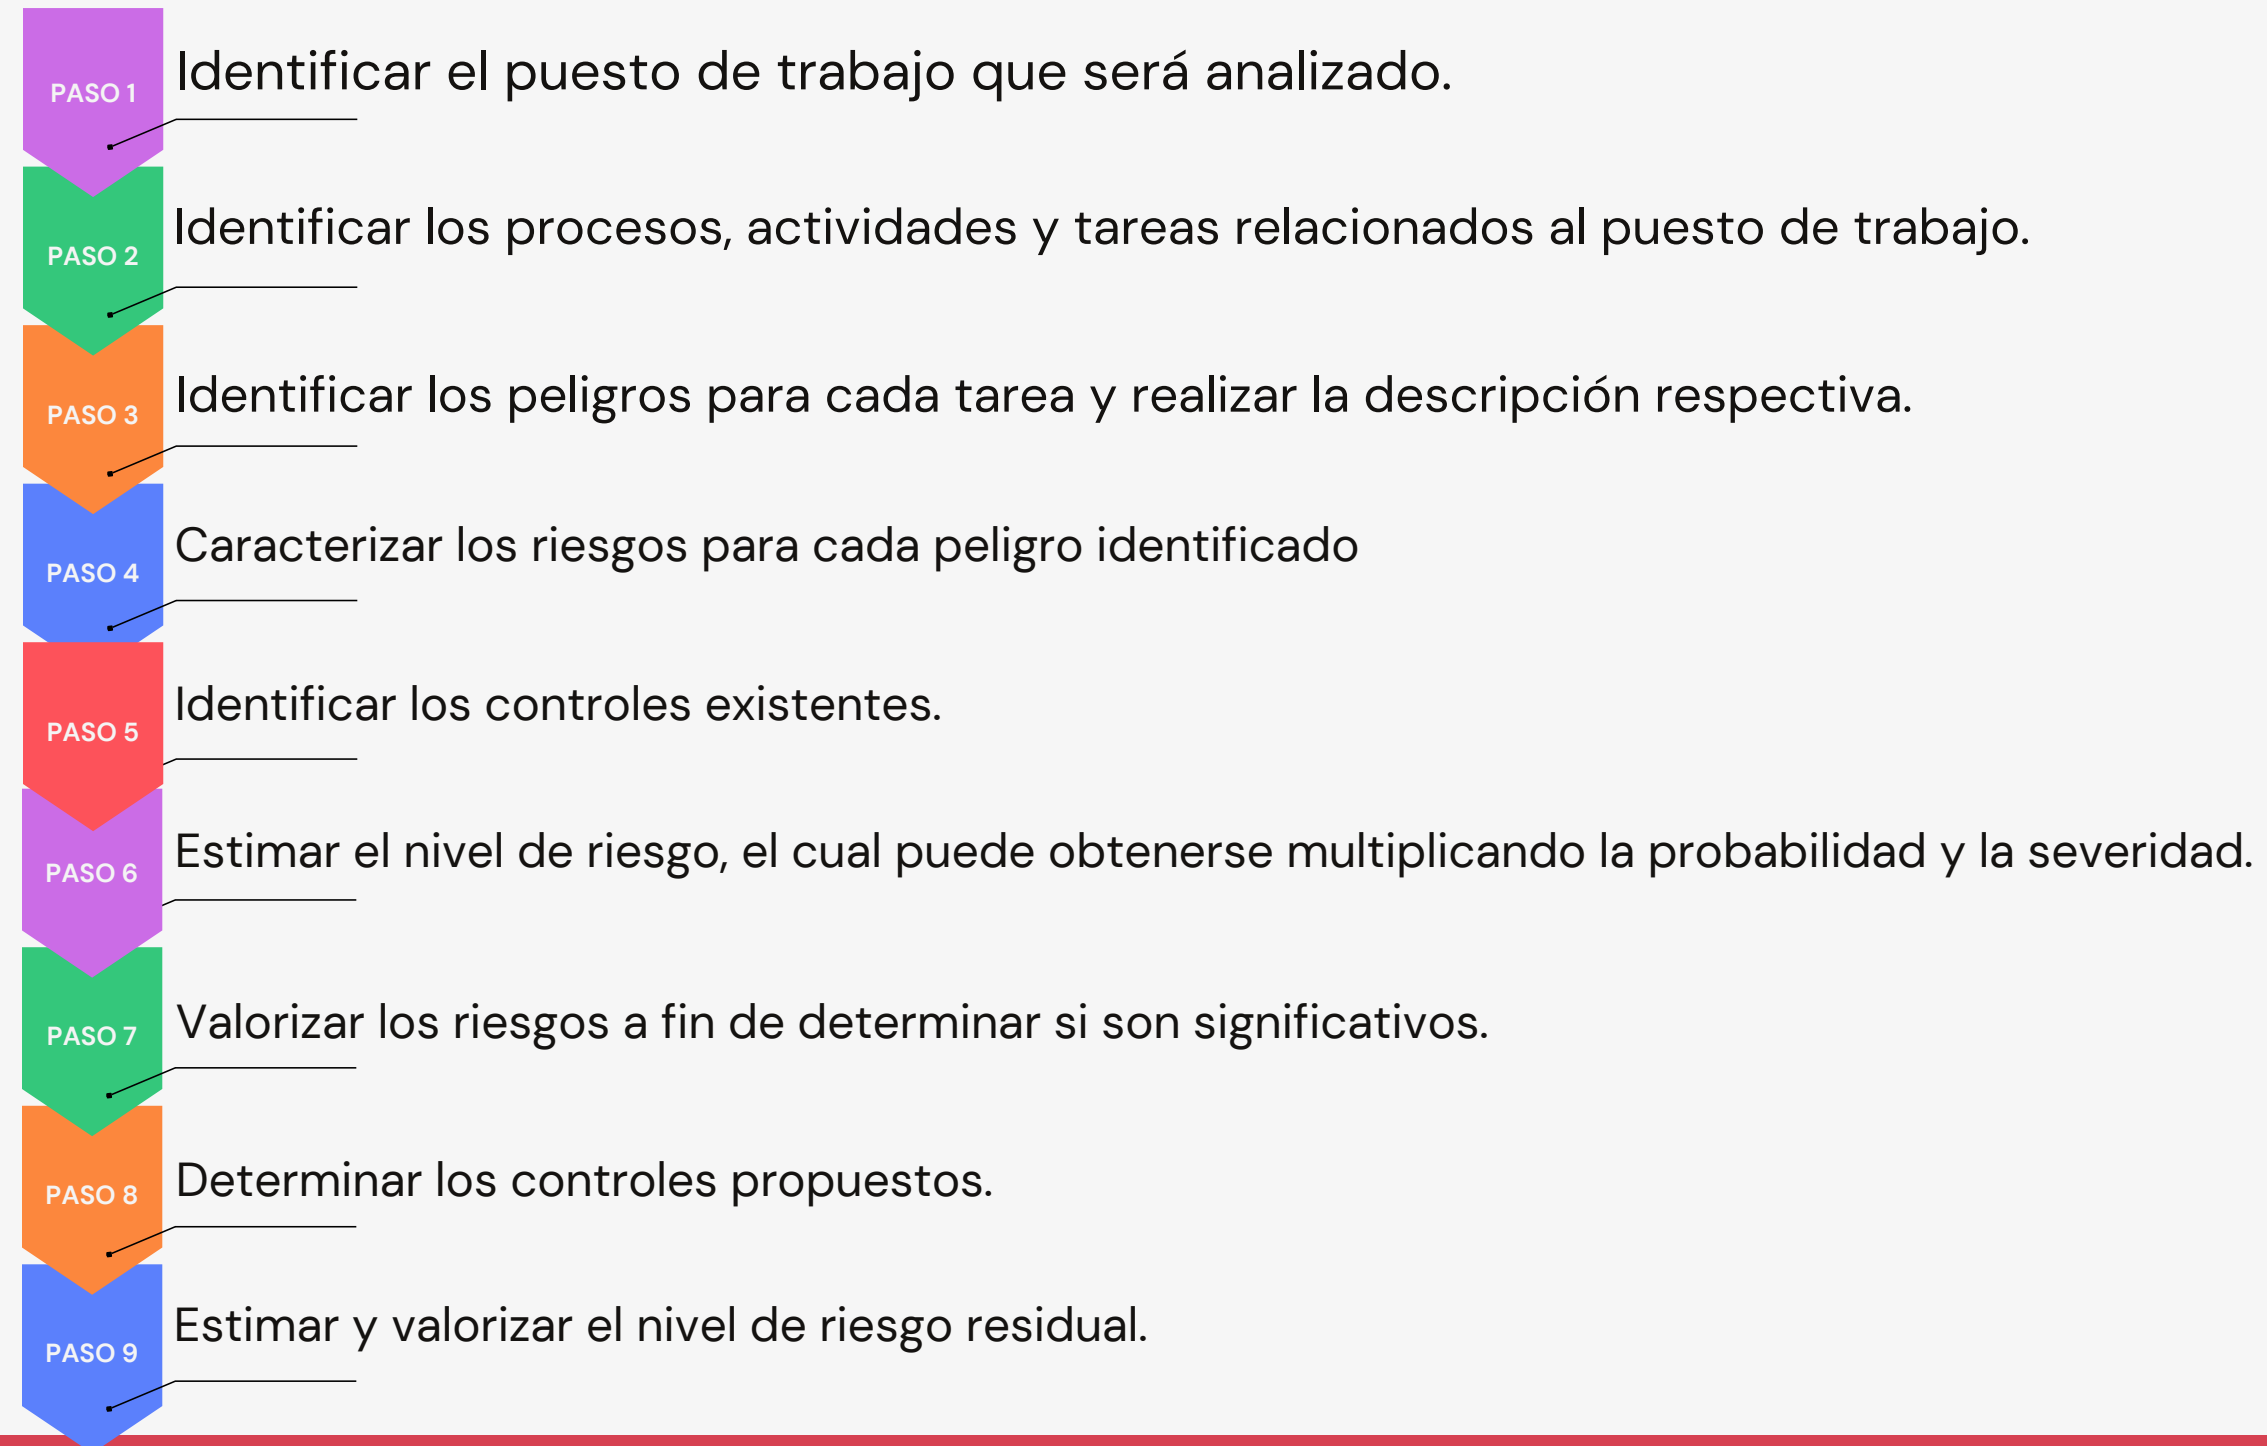 PASO 1
Identificar el puesto de trabajo que será analizado.
PASO 2
Identificar los procesos, actividades y tareas relacionados al puesto de trabajo.
PASO 3
Identificar los peligros para cada tarea y realizar la descripción respectiva.
PASO 4
Caracterizar los riesgos para cada peligro identificado
PASO 5
Identificar los controles existentes.
PASO 6
Estimar el nivel de riesgo, el cual puede obtenerse multiplicando la probabilidad y la severidad.
PASO 7
Valorizar los riesgos a fin de determinar si son significativos.
PASO 8
Determinar los controles propuestos.
PASO 9
Estimar y valorizar el nivel de riesgo residual.